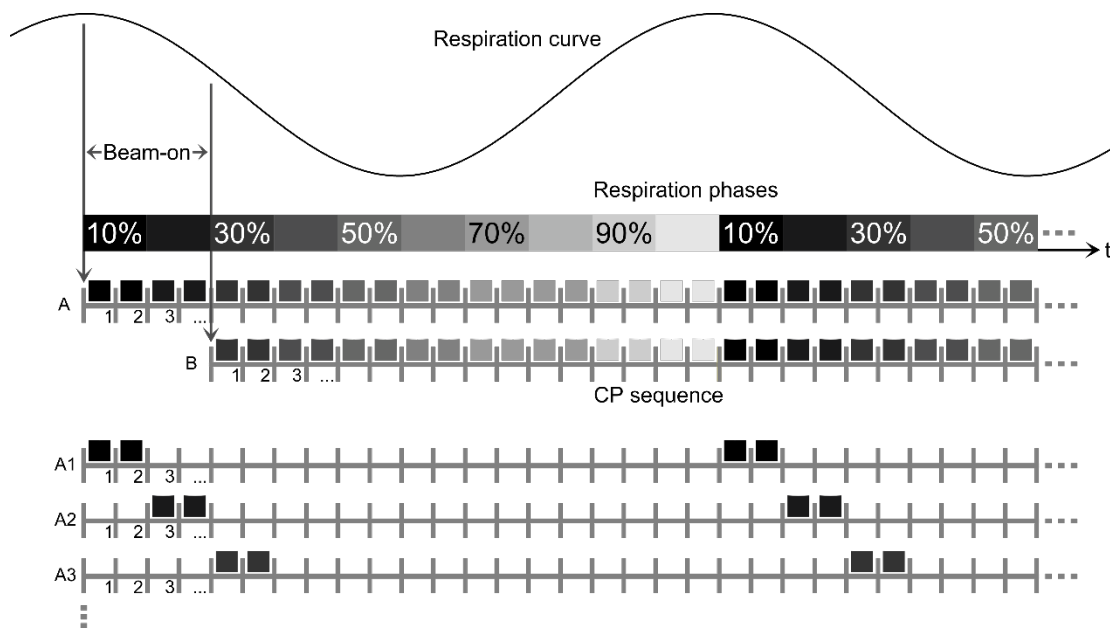 Respiration curve
Beam-on
Respiration phases
10% 30% 50% 70% 90% 10% 30% 50%
t
A
1 2 3 ...
B
1 2 3 ...
CP sequence
A1
1 2 3 ...
A2
1 2 3 ...
A3
1 2 3 ...